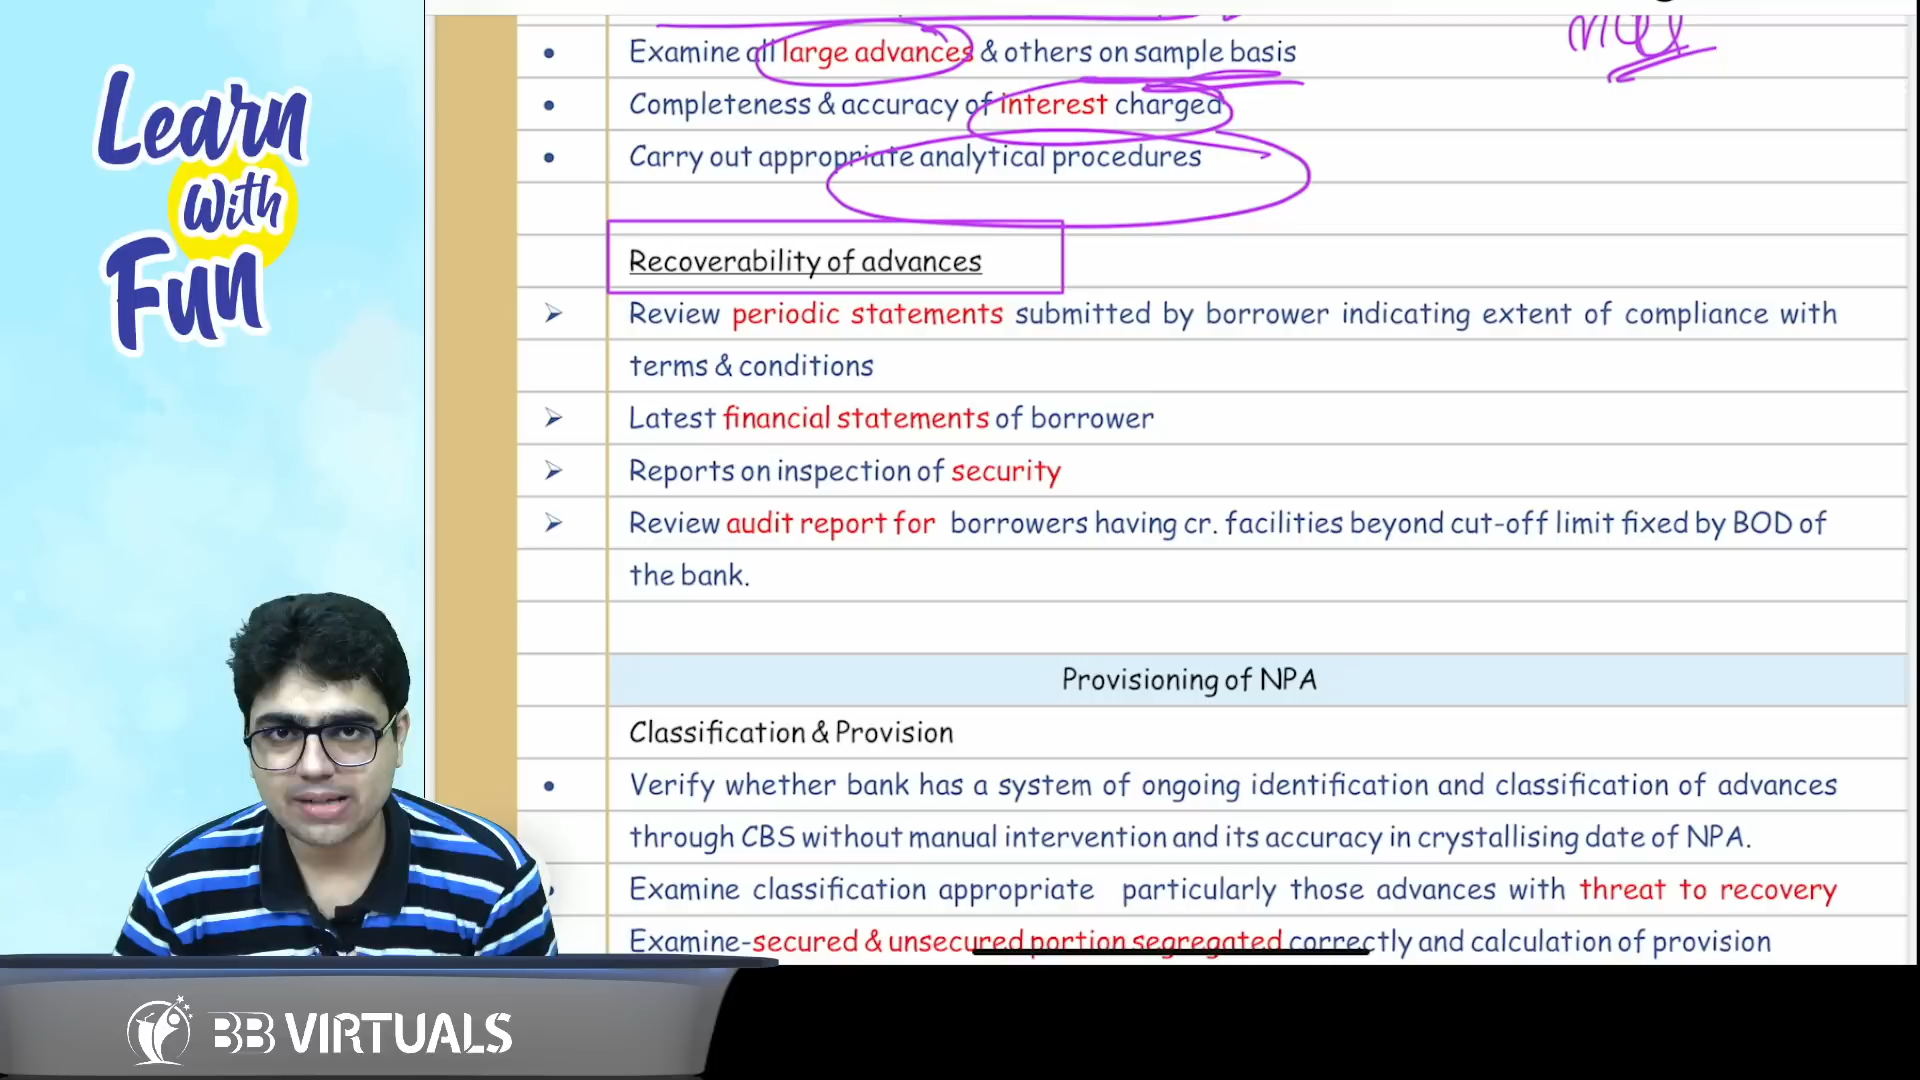 Learn
with
Fun
• Examine all large advances & others on sample basis
• Completeness & accuracy of interest charged
• Carry out appropriate analytical procedures
Recoverability of advances
➢ Review periodic statements submitted by borrower indicating extent of compliance with
terms & conditions
➢ Latest financial statements of borrower
➢ Reports on inspection of security
➢ Review audit report for borrowers having cr. facilities beyond cut-off limit fixed by BOD of
the bank.
Provisioning of NPA
Classification & Provision
• Verify whether bank has a system of ongoing identification and classification of advances
through CBS without manual intervention and its accuracy in crystallising date of NPA.
• Examine classification appropriate particularly those advances with threat to recovery
Examine-secured & unsecured portion segregated correctly and calculation of provision
BB VIRTUALS